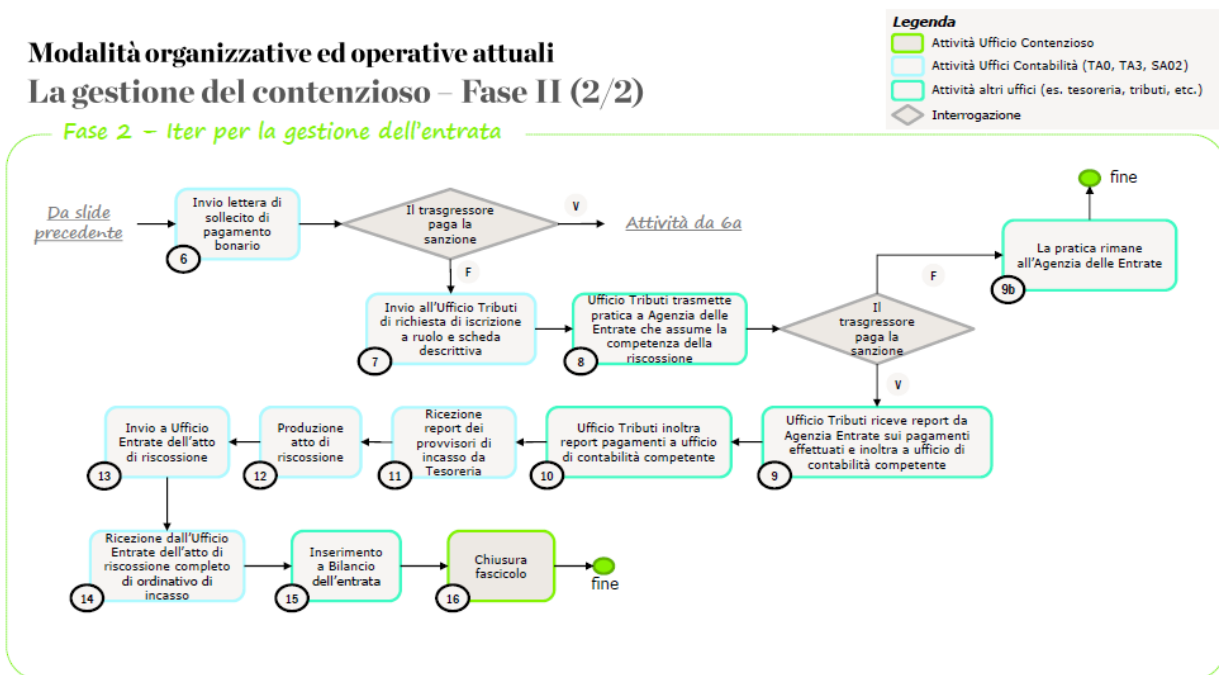 Modalità organizzative ed operative attuali
La gestione del contenzioso – Fase II (2/2)
Legenda
Attività Ufficio Contenzioso
Attività Uffici Contabilità (TA0, TA3, SA02)
Attività altri uffici (es. tesoreria, tributi, etc.)
Interrogazione
Fase 2 – Iter per la gestione dell'entrata
Da slide
precedente
Invio lettera di
sollecito di
pagamento
bonario
6
Il trasgressore
paga la
sanzione
V
Attività da 6a
F
fine
La pratica rimane
all'Agenzia delle Entrate
9b
Invio all'Ufficio Tributi
di richiesta di iscrizione
a ruolo e scheda
descrittiva
7
Ufficio Tributi trasmette
pratica a Agenzia delle
Entrate che assume la
competenza della
riscossione
8
Il
trasgressore
paga la
sanzione
F
V
Ufficio Tributi riceve report da
Agenzia Entrate sui pagamenti
effettuati e inoltra a ufficio di
contabilità competente
9
Ufficio Tributi inoltra
report pagamenti a ufficio
di contabilità competente
10
Ricezione
report dei
provvisori di
incasso da
Tesoreria
11
Produzione
atto di
riscossione
12
Invio a Ufficio
Entrate dell'atto
di riscossione
13
Ricezione dall'Ufficio
Entrate dell'atto di
riscossione completo
di ordinativo di
incasso
14
Inserimento
a Bilancio
dell'entrata
15
Chiusura
fascicolo
16
fine